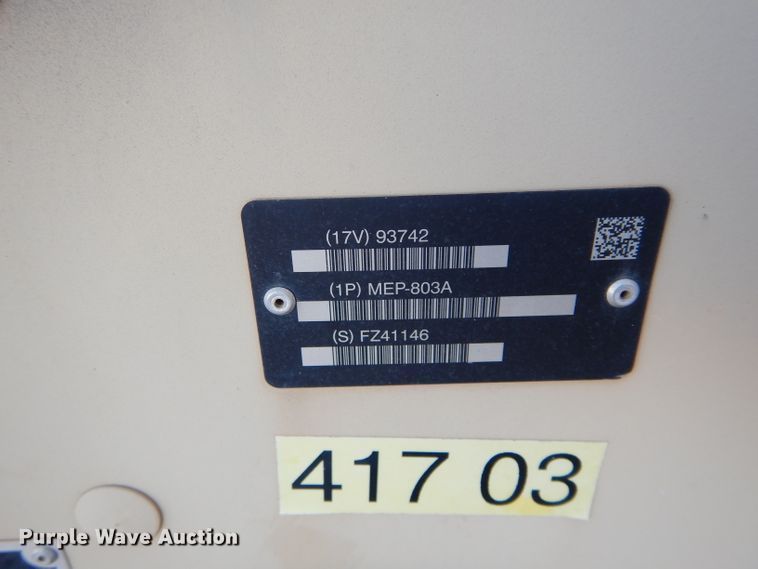 (17V) 93742
(1P) MEP-803A
(S) FZ41146
417 03
Purple Wave Auction